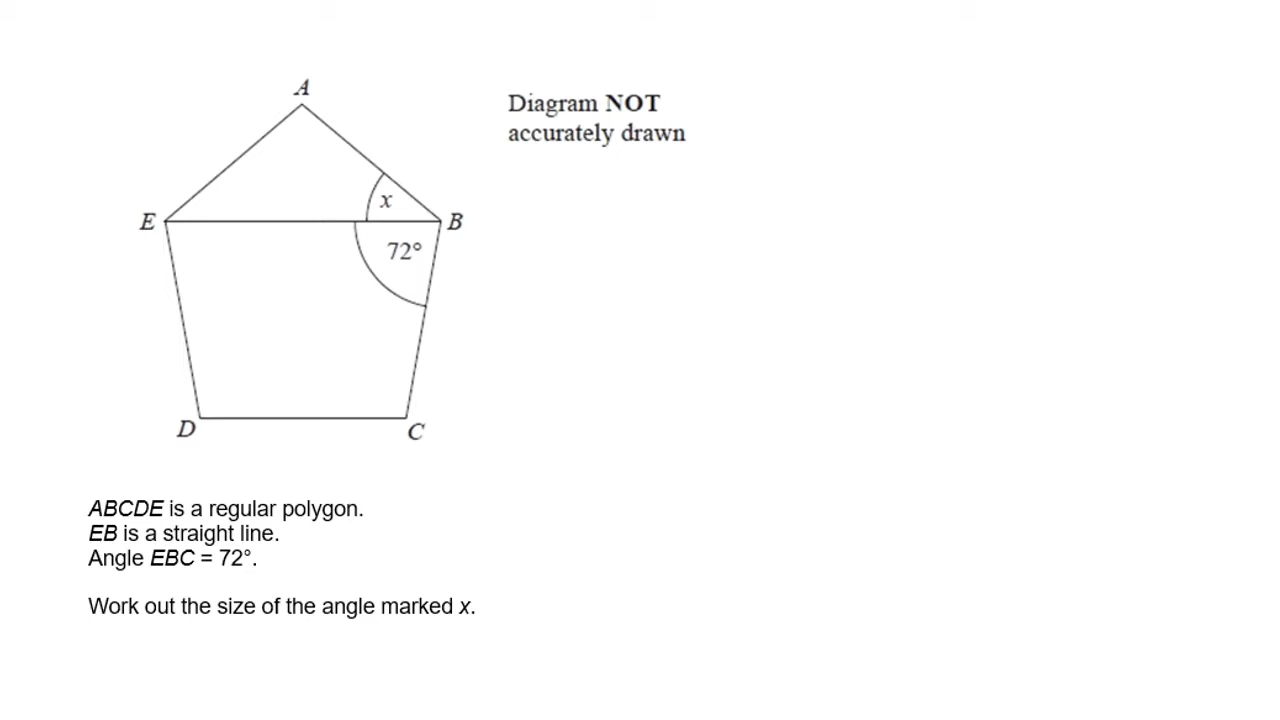 A
Diagram NOT
accurately drawn
x
E
B
72°
D
C
ABCDE is a regular polygon.
EB is a straight line.
Angle EBC = 72°.
Work out the size of the angle marked x.